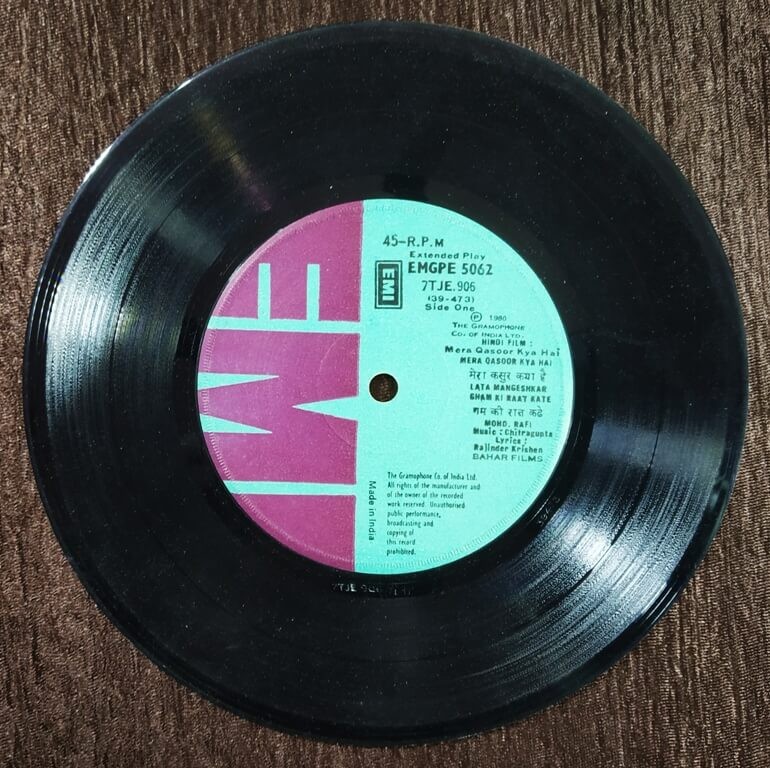 45-R.P.M
Extended Play
EMGPE 5062
7TJE.906
(39-473)
Side One
EMI
Ⓟ 1980
THE GRAMOPHONE
CO. OF INDIA LTD.
HINDI FILM :
Mera Qasoor Kya Hai
MERA QASOOR KYA HAI
मेरा कसुर कया है
LATA MANGESHKAR
GHAM KI RAAT KATE
गम की रात कटे
MOHD. RAFI
Music : Chitragupta
Lyrics :
Rajinder Krishen
BAHAR FILMS
EMI
The Gramophone Co. of India Ltd.
All rights of the manufacturer and
of the owner of the recorded
work reserved. Unauthorised
public performance,
broadcasting and
copying of
this record
prohibited.
Made in India
7TJE 906